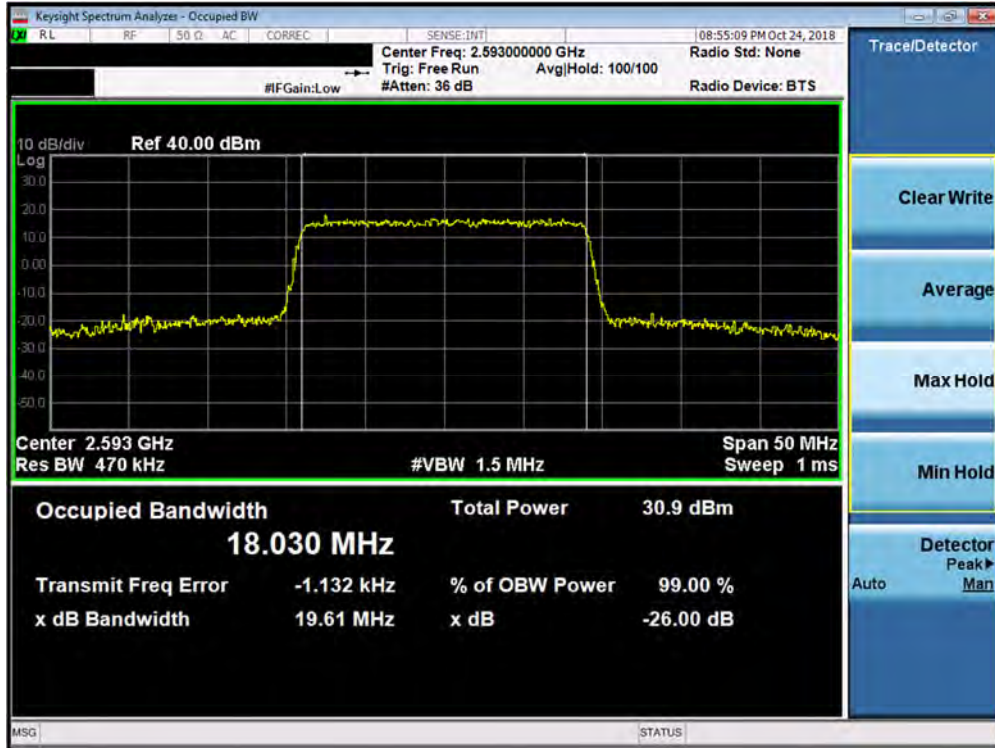 Keysight Spectrum Analyzer - Occupied BW
LXI RL RF 50 Ω AC CORREC SENSE:INT 08:55:09 PM Oct 24, 2018
Center Freq: 2.593000000 GHz Radio Std: None
Trig: Free Run Avg|Hold: 100/100
#IFGain:Low #Atten: 36 dB Radio Device: BTS
Trace/Detector
10 dB/div Ref 40.00 dBm
Log
30.0
20.0
10.0
0.00
-10.0
-20.0
-30.0
-40.0
-50.0
Center 2.593 GHz Span 50 MHz
Res BW 470 kHz #VBW 1.5 MHz Sweep 1 ms
Clear Write
Average
Max Hold
Min Hold
Detector
Peak▶
Auto Man
Occupied Bandwidth Total Power 30.9 dBm
18.030 MHz
Transmit Freq Error -1.132 kHz % of OBW Power 99.00 %
x dB Bandwidth 19.61 MHz x dB -26.00 dB
MSG STATUS